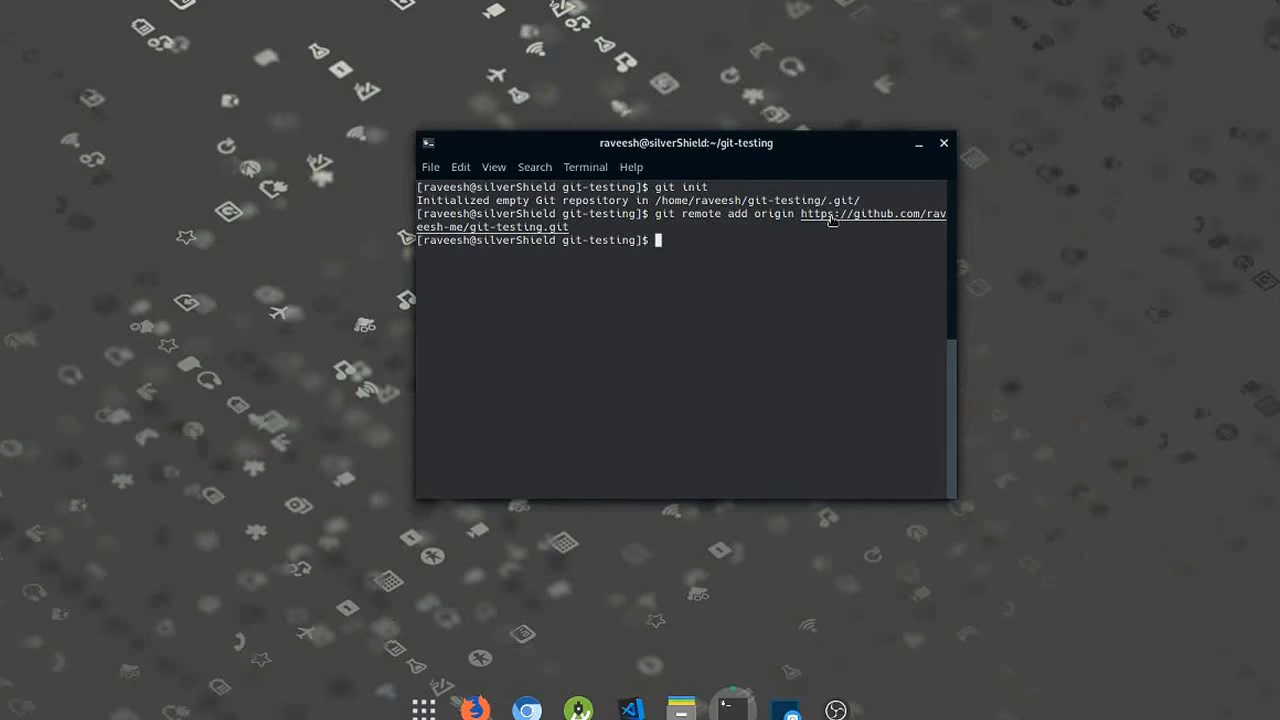 raveesh@silverShield:~/git-testing
File Edit View Search Terminal Help
[raveesh@silverShield git-testing]$ git init
Initialized empty Git repository in /home/raveesh/git-testing/.git/
[raveesh@silverShield git-testing]$ git remote add origin https://github.com/rav
eesh-me/git-testing.git
[raveesh@silverShield git-testing]$